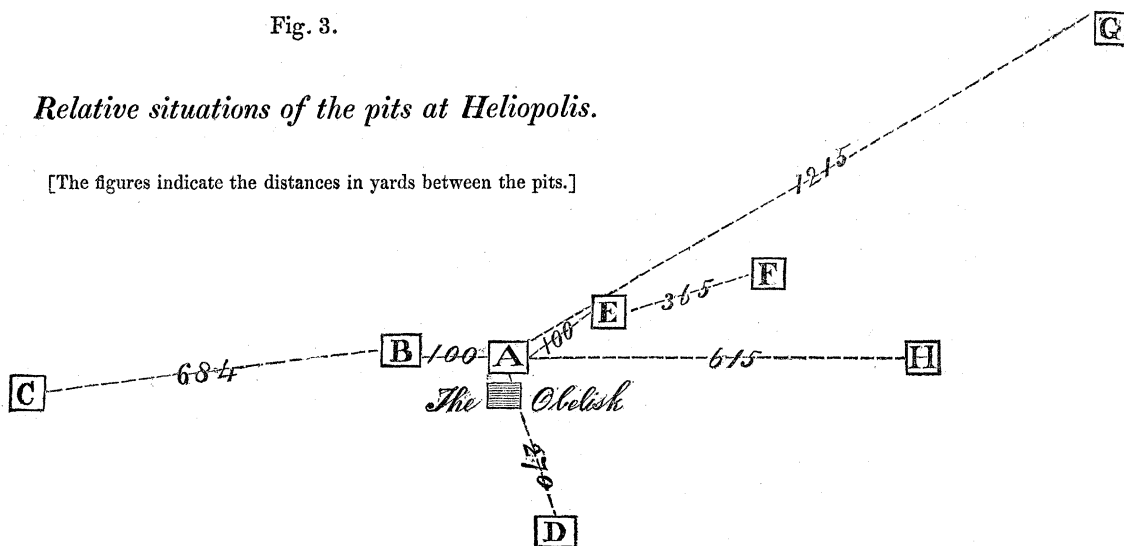 Fig. 3.
G
Relative situations of the pits at Heliopolis.
[The figures indicate the distances in yards between the pits.]
1215
F
365
E
100
B
100
A
615
H
684
C
The Obelisk
270
D